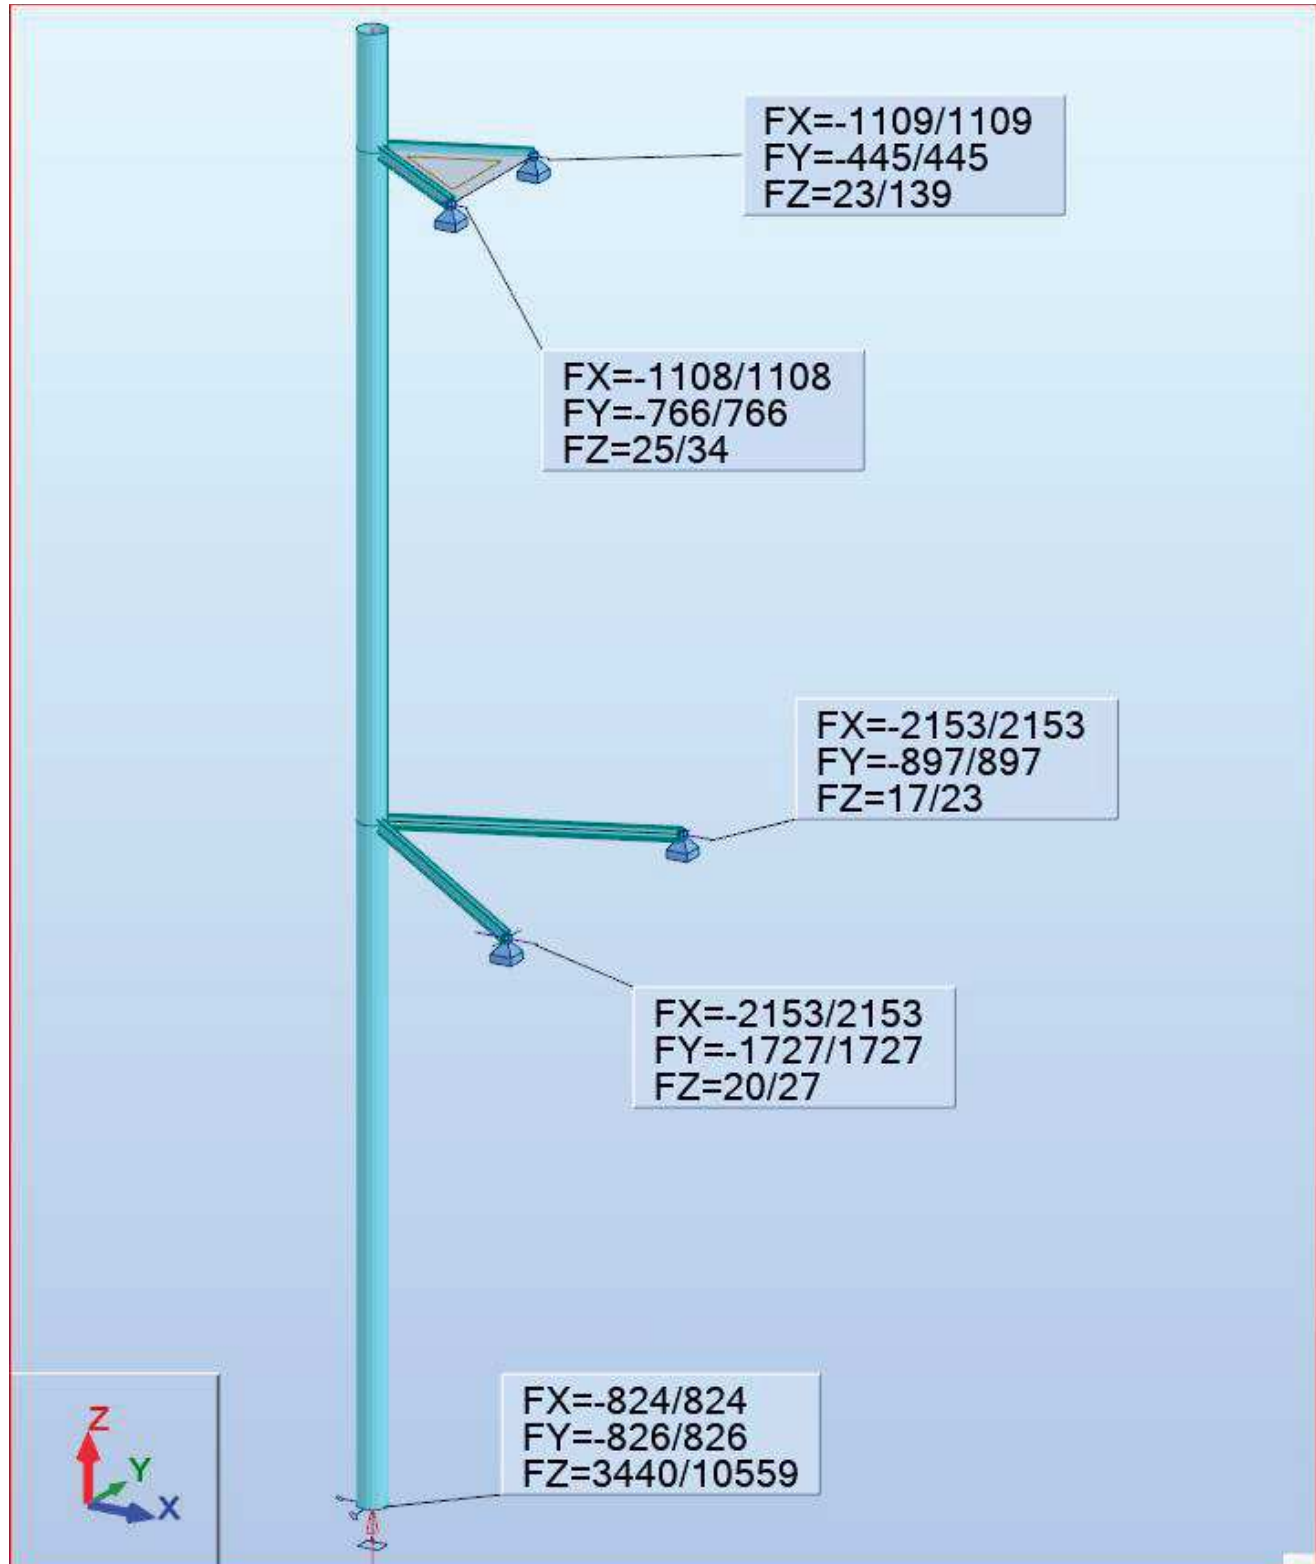 FX=-1109/1109
FY=-445/445
FZ=23/139
FX=-1108/1108
FY=-766/766
FZ=25/34
FX=-2153/2153
FY=-897/897
FZ=17/23
FX=-2153/2153
FY=-1727/1727
FZ=20/27
FX=-824/824
FY=-826/826
FZ=3440/10559
Z
Y
X